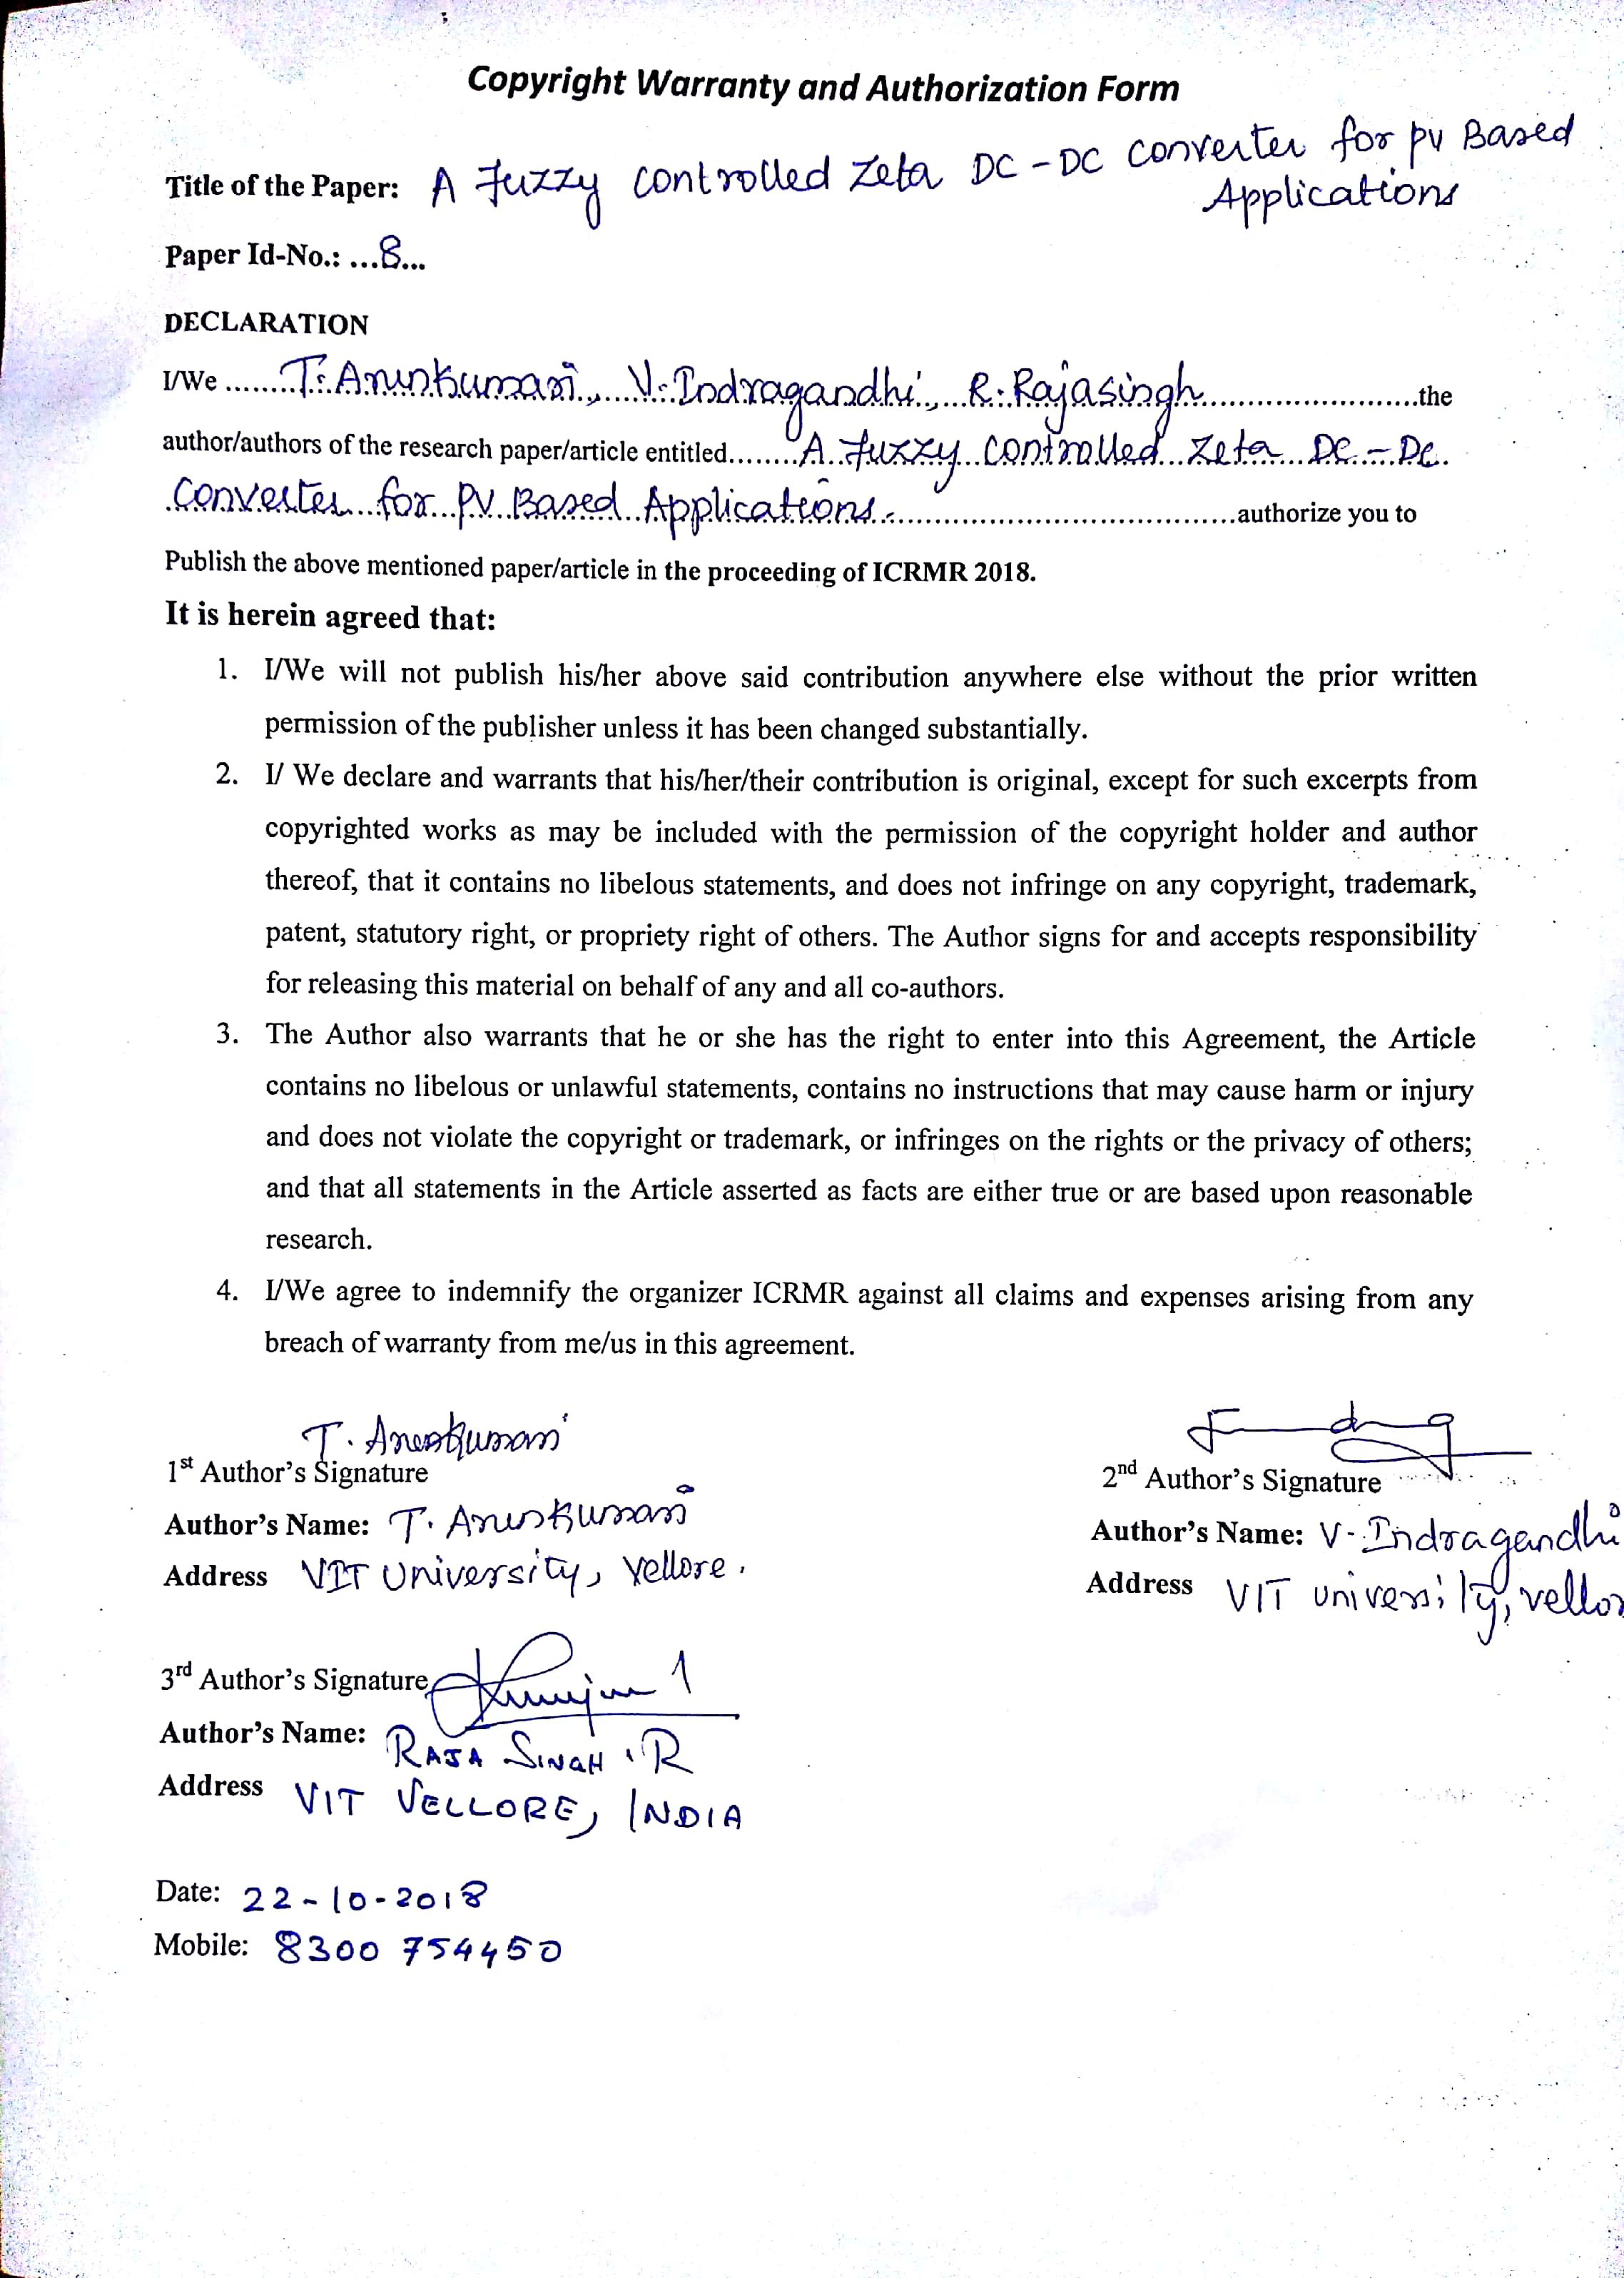 Copyright Warranty and Authorization Form
Title of the Paper: A Fuzzy controlled Zeta DC-DC converter for PV Based
Applications
Paper Id-No.: ...8...
DECLARATION
I/We ........T. Arunkumari, V. Indragandhi, R. Rajasingh..........................the
author/authors of the research paper/article entitled........A Fuzzy controlled Zeta DC-DC
Converter for PV Based Applications...................................authorize you to
Publish the above mentioned paper/article in the proceeding of ICRMR 2018.
It is herein agreed that:
1. I/We will not publish his/her above said contribution anywhere else without the prior written
permission of the publisher unless it has been changed substantially.
2. I/ We declare and warrants that his/her/their contribution is original, except for such excerpts from
copyrighted works as may be included with the permission of the copyright holder and author
thereof, that it contains no libelous statements, and does not infringe on any copyright, trademark,
patent, statutory right, or propriety right of others. The Author signs for and accepts responsibility
for releasing this material on behalf of any and all co-authors.
3. The Author also warrants that he or she has the right to enter into this Agreement, the Article
contains no libelous or unlawful statements, contains no instructions that may cause harm or injury
and does not violate the copyright or trademark, or infringes on the rights or the privacy of others;
and that all statements in the Article asserted as facts are either true or are based upon reasonable
research.
4. I/We agree to indemnify the organizer ICRMR against all claims and expenses arising from any
breach of warranty from me/us in this agreement.
T. Arunkumari
1st Author's Signature
2nd Author's Signature
Author's Name: T. Arunkumari
Author's Name: V. Indragandhi
Address VIT University, Vellore.
Address VIT university, vellor
3rd Author's Signature
Author's Name: RAJA SINGH . R
Address VIT VELLORE, INDIA
Date: 22-10-2018
Mobile: 8300 754450